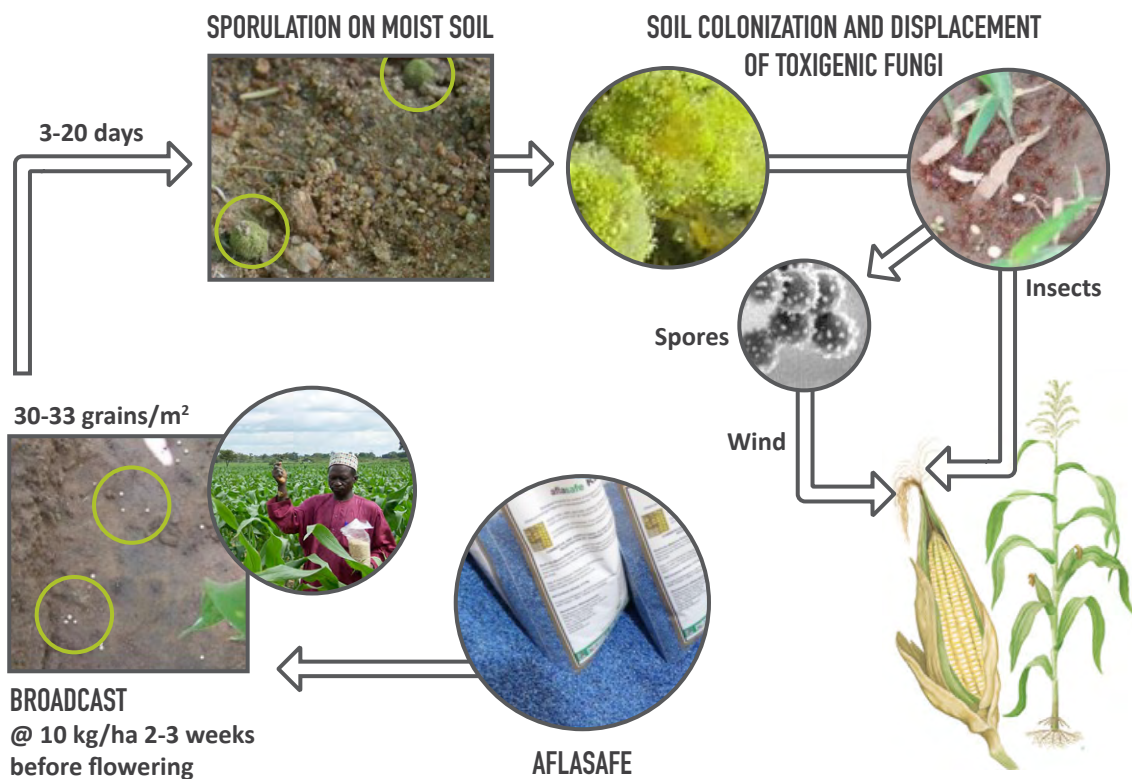 SPORULATION ON MOIST SOIL
SOIL COLONIZATION AND DISPLACEMENT
OF TOXIGENIC FUNGI
3-20 days
Insects
Spores
Wind
30-33 grains/m²
aflasafe
BROADCAST
@ 10 kg/ha 2-3 weeks
before flowering
AFLASAFE